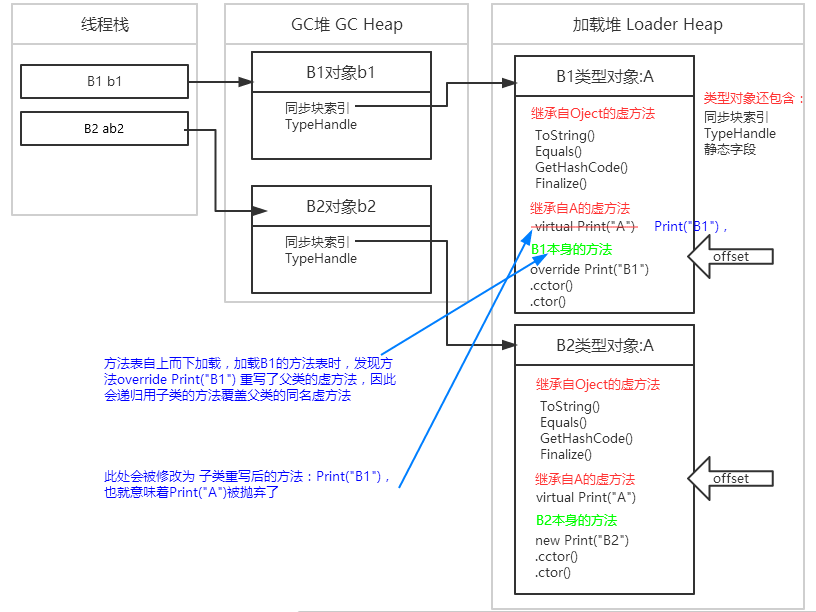 线程栈
B1 b1
B2 ab2
GC堆 GC Heap
B1对象b1
同步块索引
TypeHandle
B2对象b2
同步块索引
TypeHandle
加载堆 Loader Heap
B1类型对象:A
继承自Oject的虚方法
ToString()
Equals()
GetHashCode()
Finalize()
继承自A的虚方法
virtual Print("A")
Print("B1") ,
B1本身的方法
override Print("B1")
.cctor()
.ctor()
类型对象还包含：
同步块索引
TypeHandle
静态字段
offset
B2类型对象:A
继承自Oject的虚方法
ToString()
Equals()
GetHashCode()
Finalize()
继承自A的虚方法
virtual Print("A")
B2本身的方法
new Print("B2")
.cctor()
.ctor()
offset
方法表自上而下加载，加载B1的方法表时，发现方
法override Print("B1") 重写了父类的虚方法，因此
会递归用子类的方法覆盖父类的同名虚方法
此处会被修改为 子类重写后的方法：Print("B1")，
也就意味着Print("A")被抛弃了